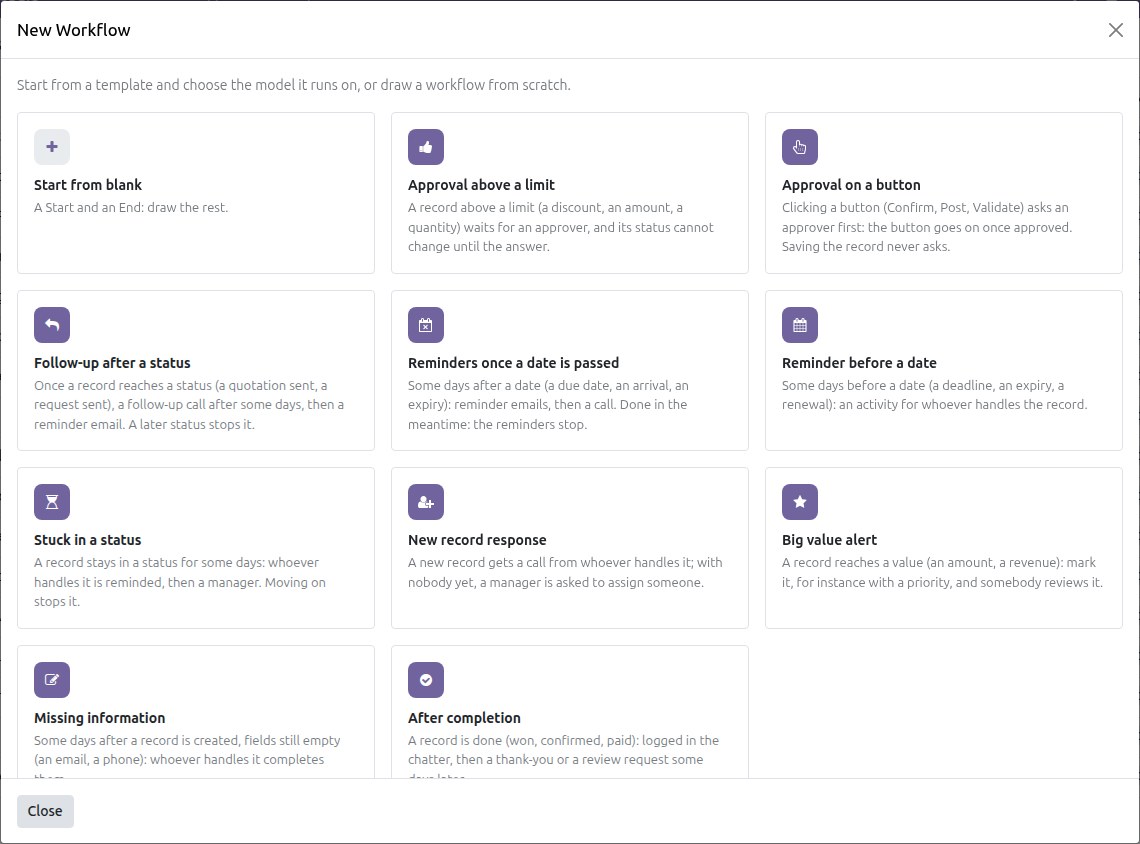 New Workflow
Start from a template and choose the model it runs on, or draw a workflow from scratch.
Start from blank
A Start and an End: draw the rest.
Approval above a limit
A record above a limit (a discount, an amount, a
quantity) waits for an approver, and its status cannot
change until the answer.
Approval on a button
Clicking a button (Confirm, Post, Validate) asks an
approver first: the button goes on once approved.
Saving the record never asks.
Follow-up after a status
Once a record reaches a status (a quotation sent, a
request sent), a follow-up call after some days, then a
reminder email. A later status stops it.
Reminders once a date is passed
Some days after a date (a due date, an arrival, an
expiry): reminder emails, then a call. Done in the
meantime: the reminders stop.
Reminder before a date
Some days before a date (a deadline, an expiry, a
renewal): an activity for whoever handles the record.
Stuck in a status
A record stays in a status for some days: whoever
handles it is reminded, then a manager. Moving on
stops it.
New record response
A new record gets a call from whoever handles it; with
nobody yet, a manager is asked to assign someone.
Big value alert
A record reaches a value (an amount, a revenue): mark
it, for instance with a priority, and somebody reviews it.
Missing information
Some days after a record is created, fields still empty
(an email, a phone): whoever handles it completes
After completion
A record is done (won, confirmed, paid): logged in the
chatter, then a thank-you or a review request some
Close